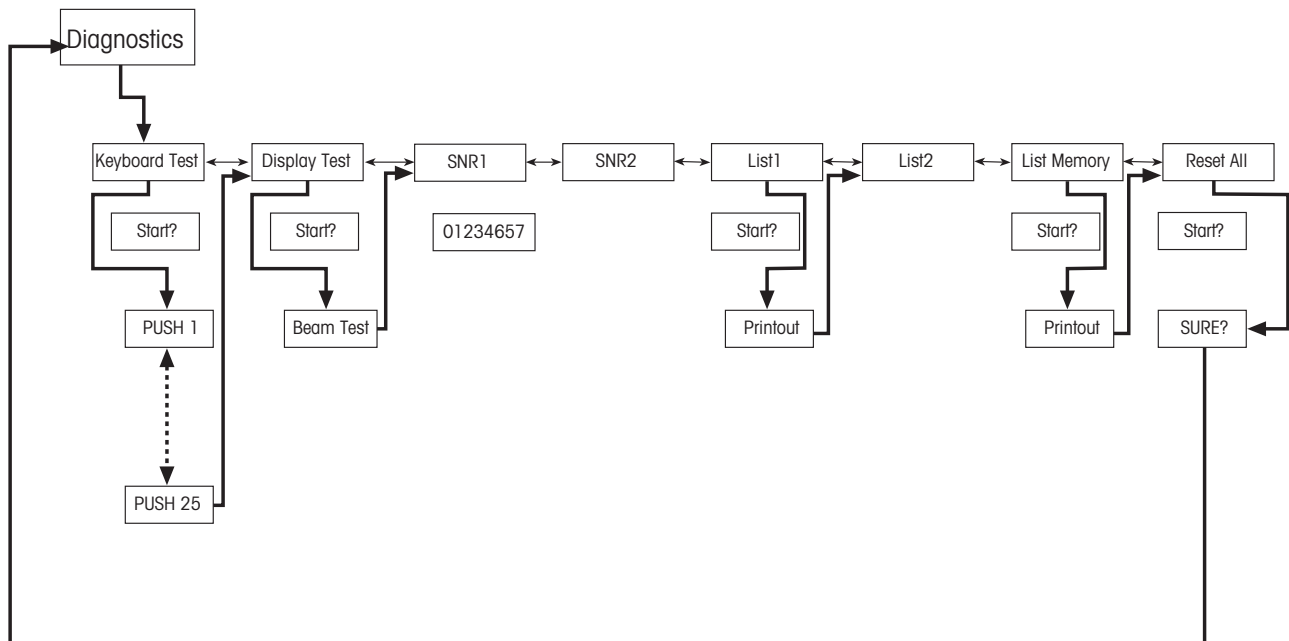 Diagnostics
Keyboard Test
Display Test
SNR1
SNR2
List1
List2
List Memory
Reset All
Start?
Start?
01234657
Start?
Start?
Start?
PUSH 1
Beam Test
Printout
Printout
SURE?
PUSH 25